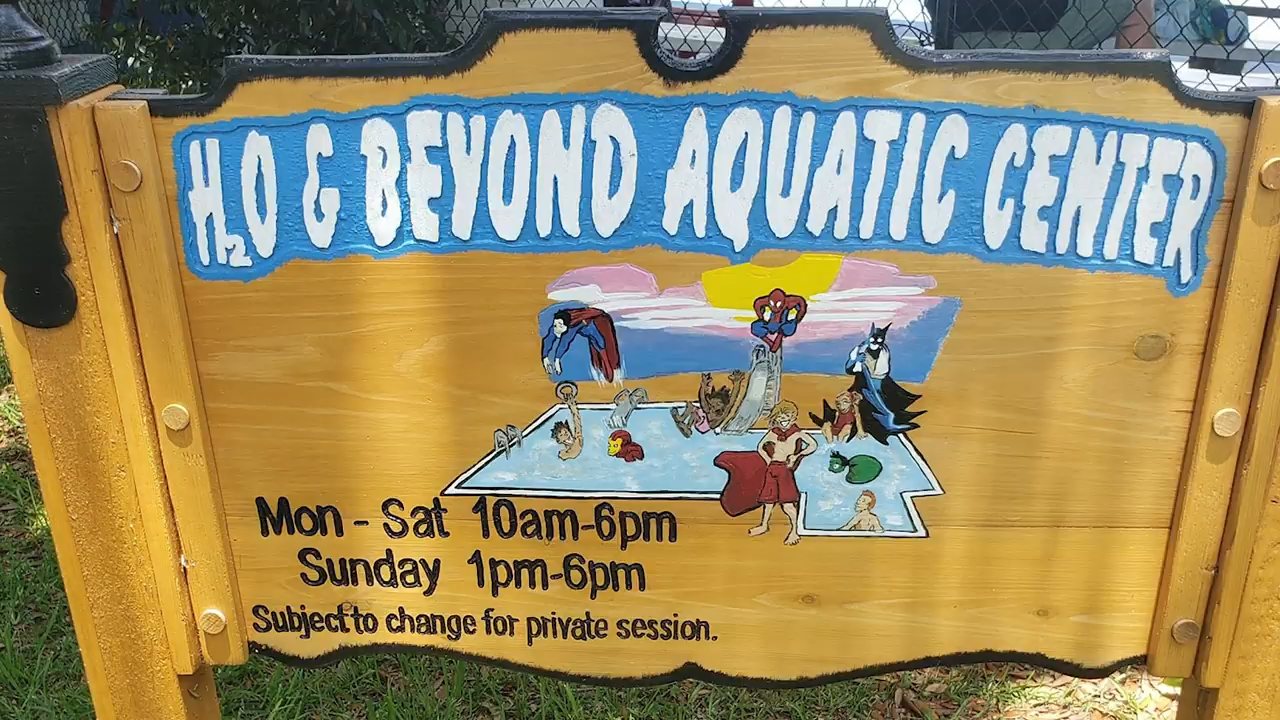 H2O & BEYOND AQUATIC CENTER
Mon - Sat 10am-6pm
Sunday 1pm-6pm
Subject to change for private session.